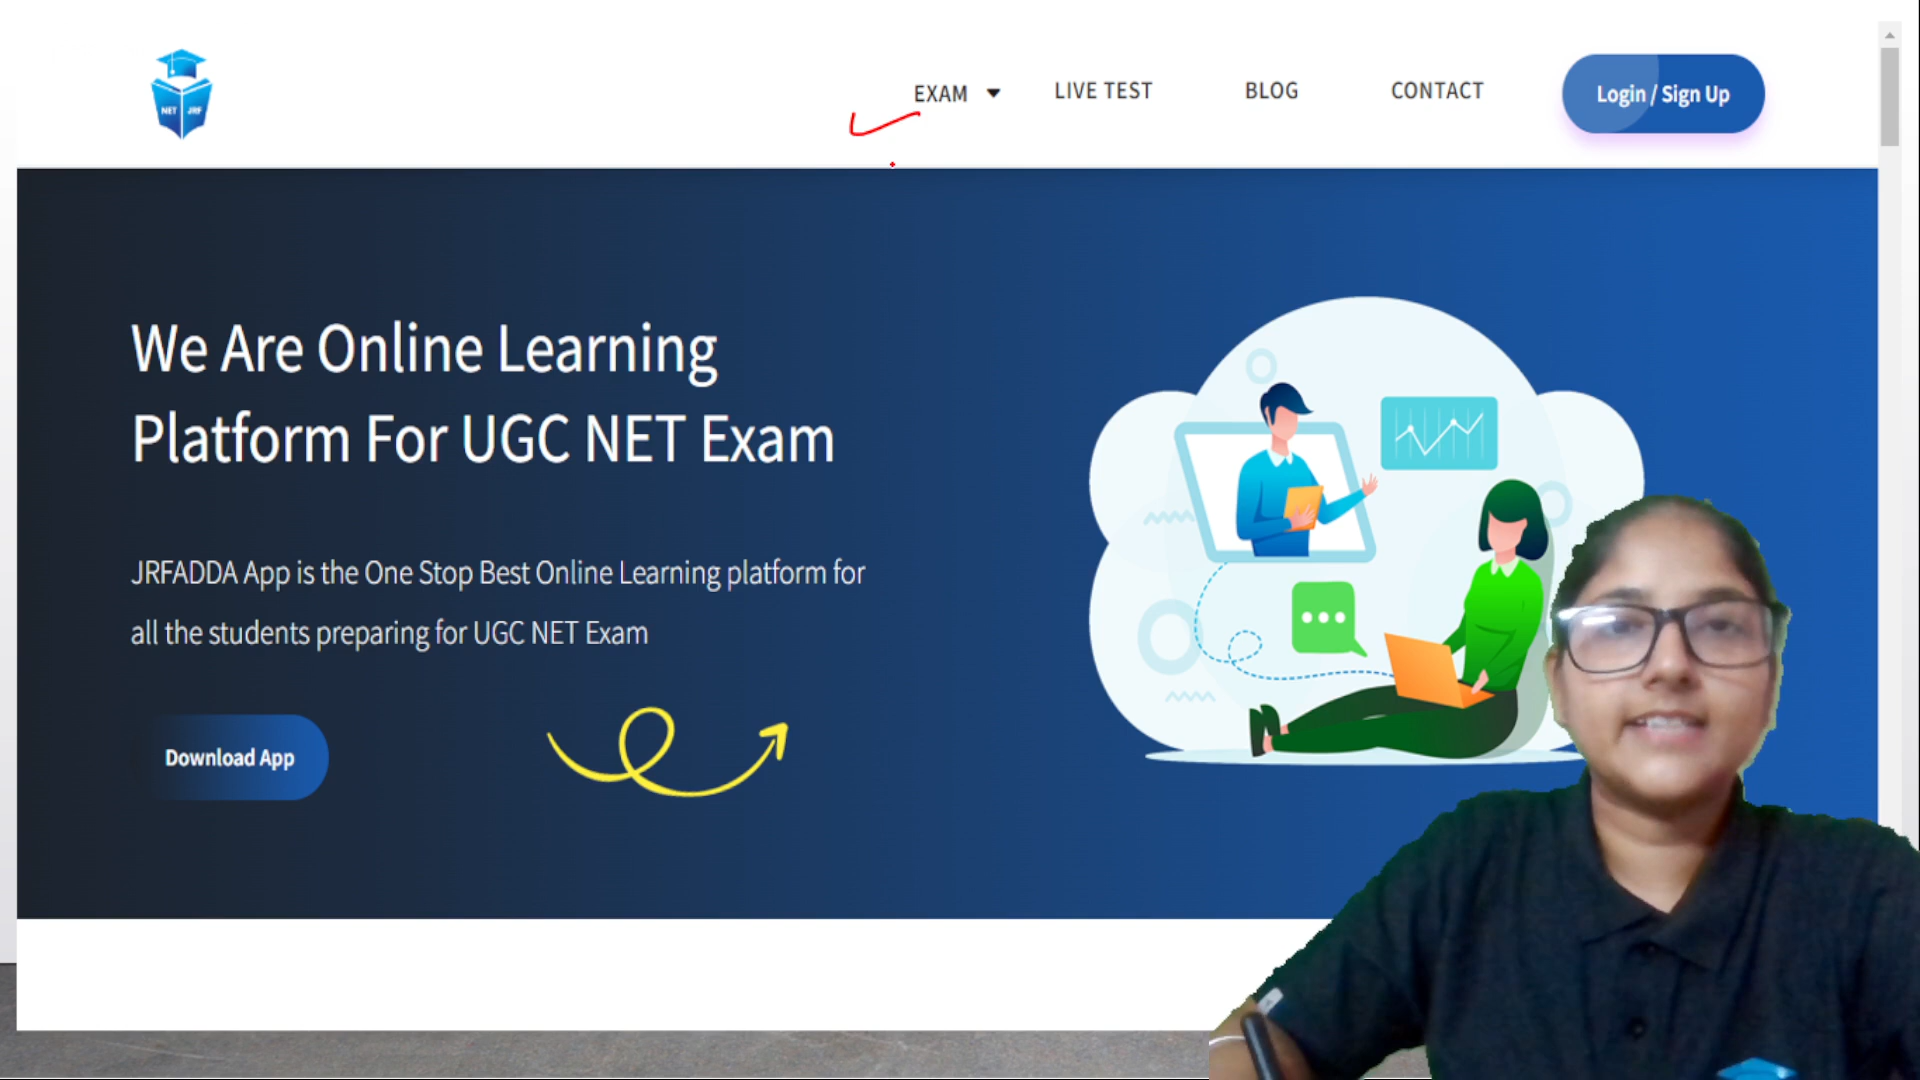 NET JRF
EXAM
LIVE TEST
BLOG
CONTACT
Login / Sign Up
We Are Online Learning
Platform For UGC NET Exam
JRFADDA App is the One Stop Best Online Learning platform for
all the students preparing for UGC NET Exam
Download App